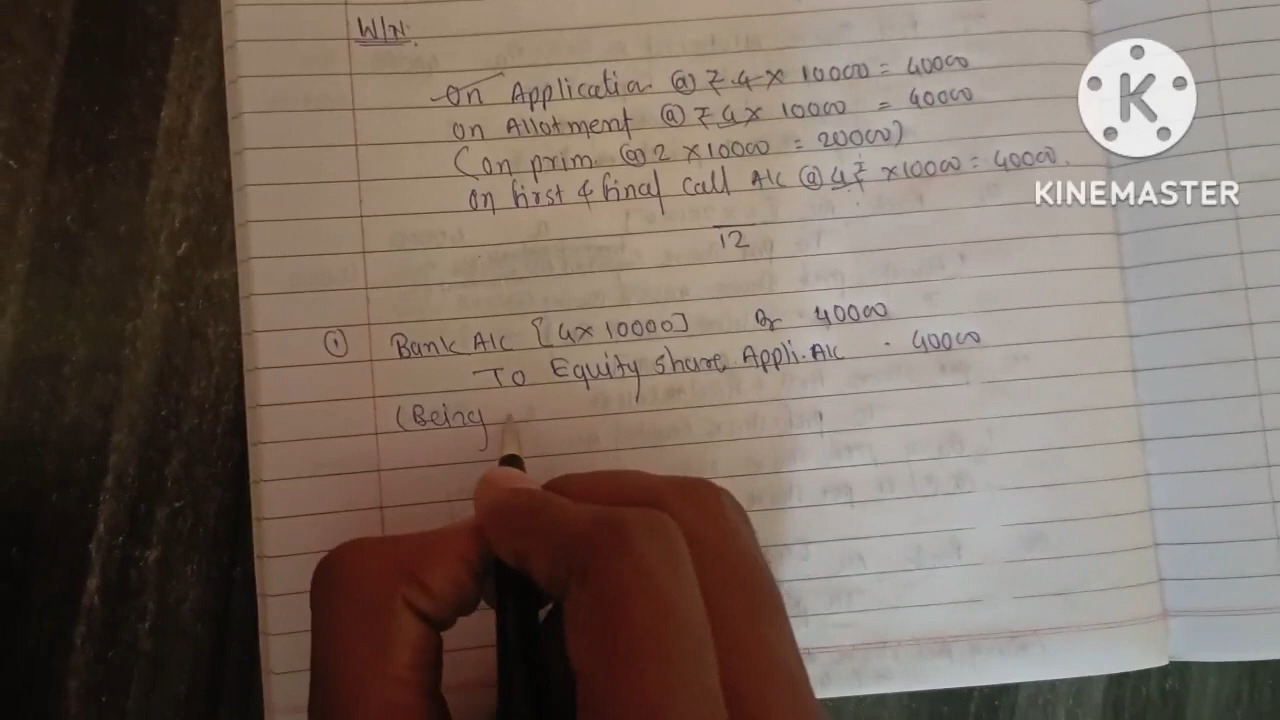 W/N:
On Application @ ₹ 4 × 10000 = 40000
on Allotment @ ₹ 4 × 10000 = 40000
(on prim. @ 2 × 10000 = 20000)
on first & final call A/c @ 4 ₹ × 10000 = 40000.
12
① Bank A/c [4 × 10000] Dr 40000
To Equity share Appli. A/c . 40000
(Being
K
KINEMASTER